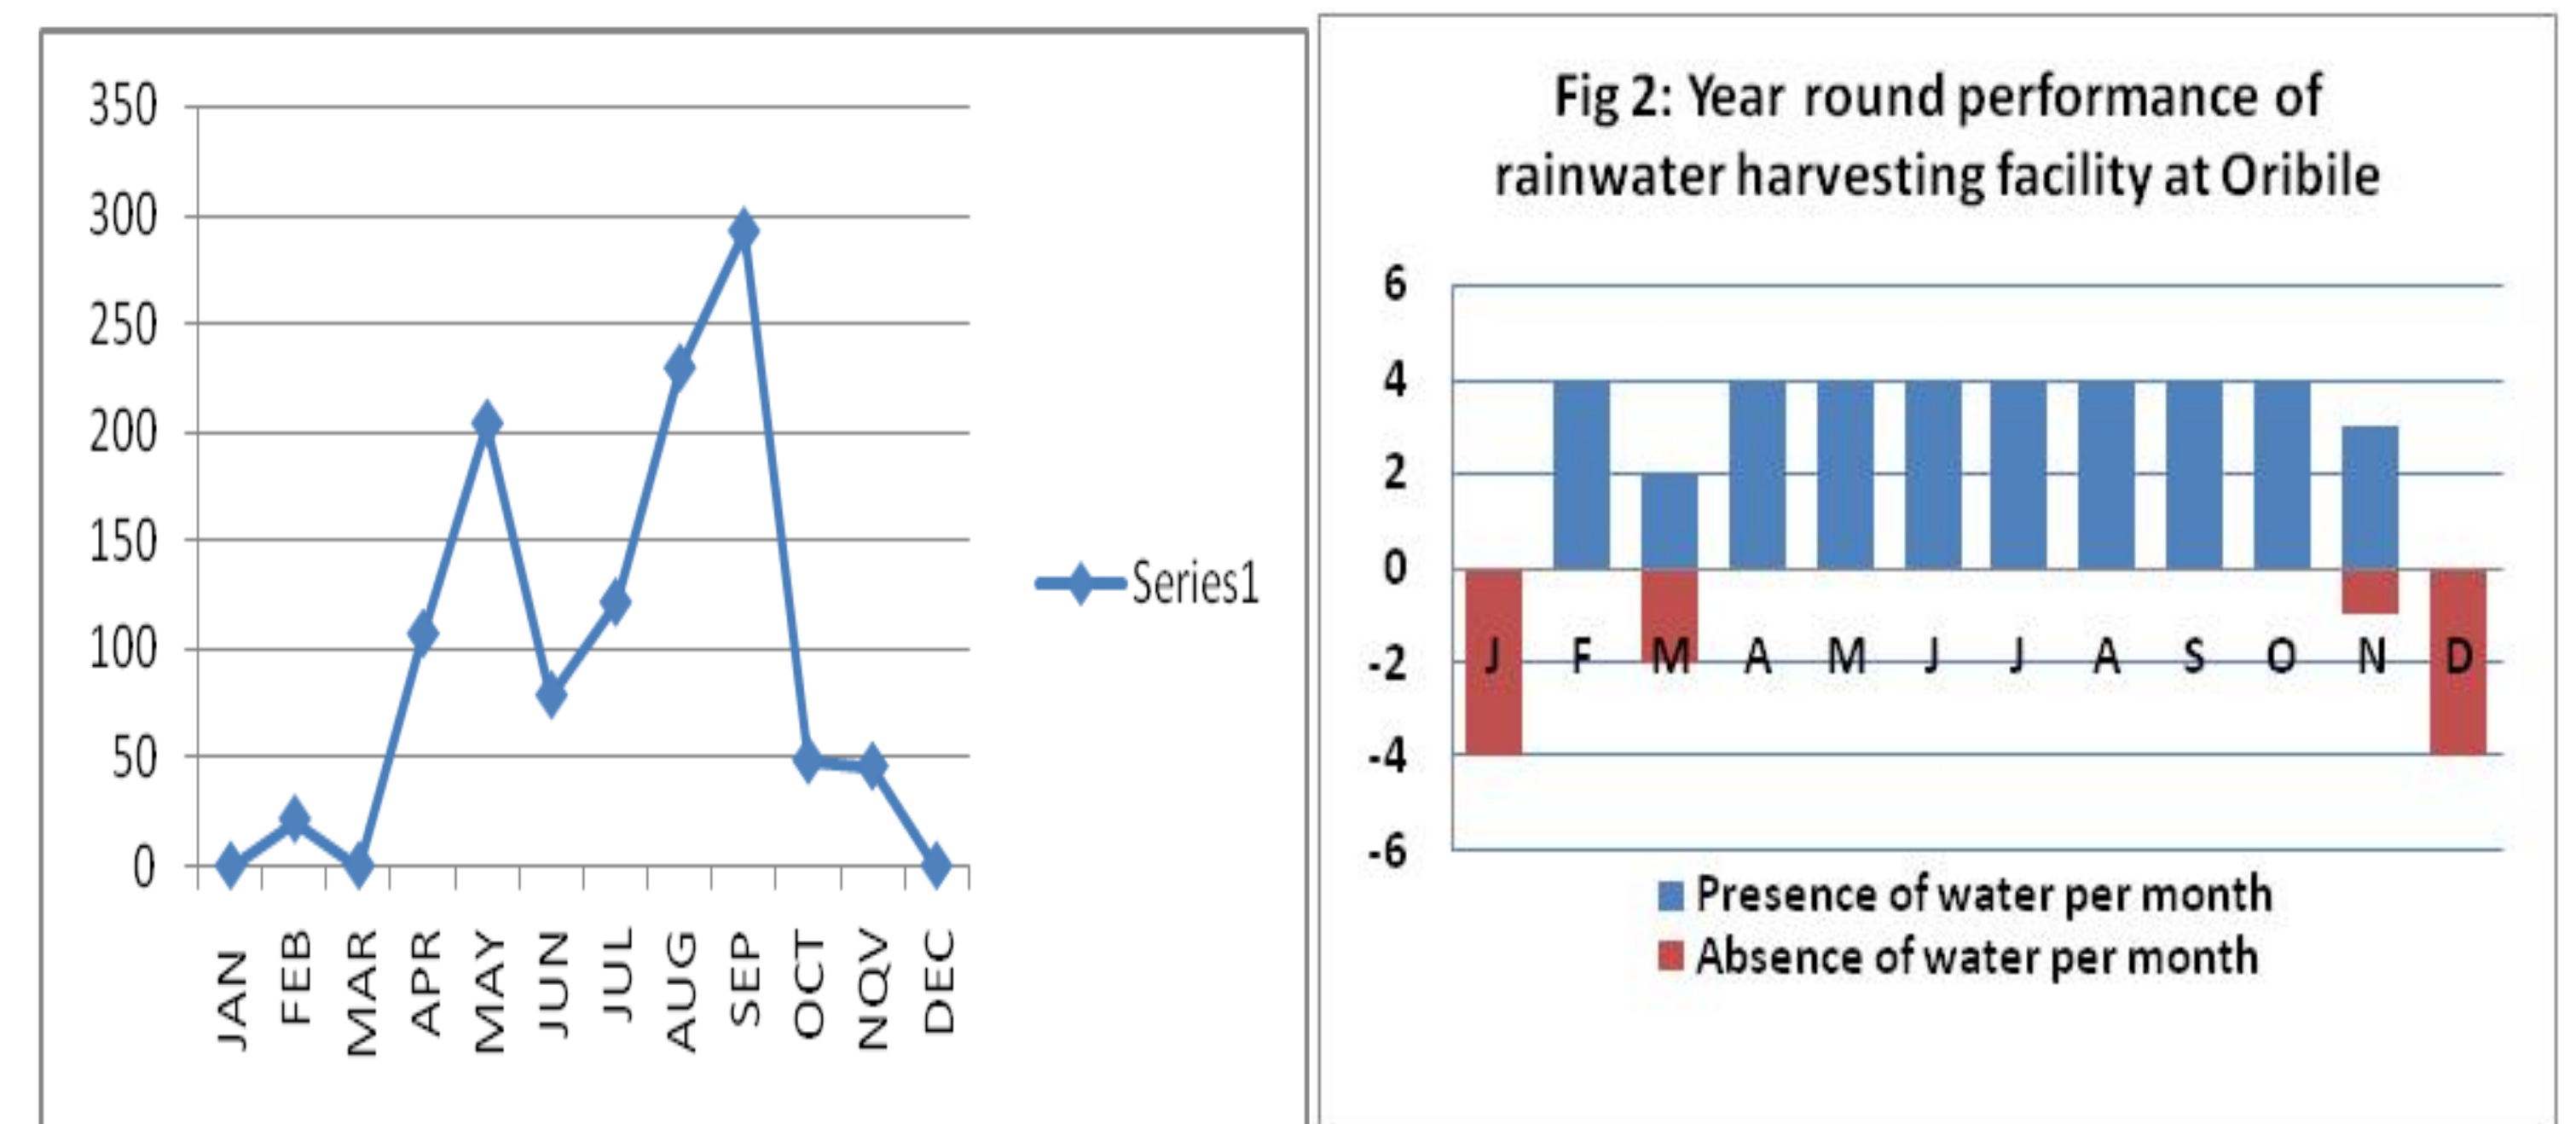 350
300
250
200
150
100
50
0
JAN
FEB
MAR
APR
MAY
JUN
JUL
AUG
SEP
OCT
NQV
DEC
Series1
Fig 2: Year round performance of
rainwater harvesting facility at Oribile
6
4
2
0
-2
-4
-6
J F M A M J J A S O N D
Presence of water per month
Absence of water per month